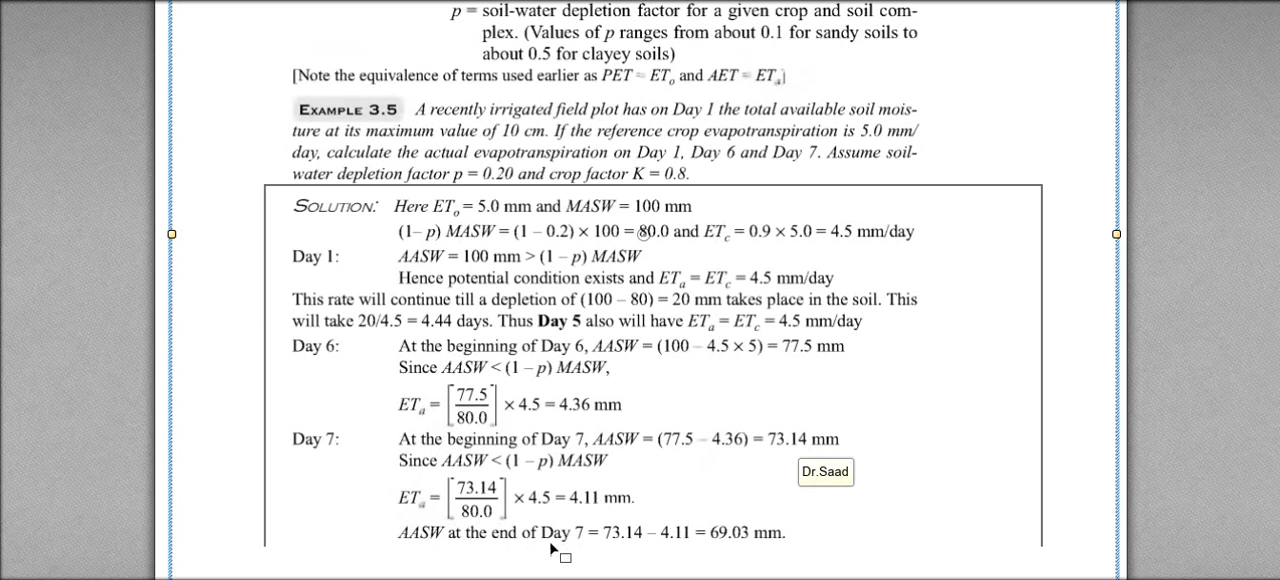 p = soil-water depletion factor for a given crop and soil com-
plex. (Values of p ranges from about 0.1 for sandy soils to
about 0.5 for clayey soils)
[Note the equivalence of terms used earlier as PET = ETo and AET = ETa]
EXAMPLE 3.5 A recently irrigated field plot has on Day 1 the total available soil mois-
ture at its maximum value of 10 cm. If the reference crop evapotranspiration is 5.0 mm/
day, calculate the actual evapotranspiration on Day 1, Day 6 and Day 7. Assume soil-
water depletion factor p = 0.20 and crop factor K = 0.8.
SOLUTION: Here ETo = 5.0 mm and MASW = 100 mm
(1– p) MASW = (1 – 0.2) × 100 = 80.0 and ETc = 0.9 × 5.0 = 4.5 mm/day
Day 1: AASW = 100 mm > (1 – p) MASW
Hence potential condition exists and ETa = ETc = 4.5 mm/day
This rate will continue till a depletion of (100 – 80) = 20 mm takes place in the soil. This
will take 20/4.5 = 4.44 days. Thus Day 5 also will have ETa = ETc = 4.5 mm/day
Day 6: At the beginning of Day 6, AASW = (100 – 4.5 × 5) = 77.5 mm
Since AASW < (1 – p) MASW,
ETa = [77.5/80.0] × 4.5 = 4.36 mm
Day 7: At the beginning of Day 7, AASW = (77.5 – 4.36) = 73.14 mm
Since AASW < (1 – p) MASW
Dr.Saad
ETa = [73.14/80.0] × 4.5 = 4.11 mm.
AASW at the end of Day 7 = 73.14 – 4.11 = 69.03 mm.